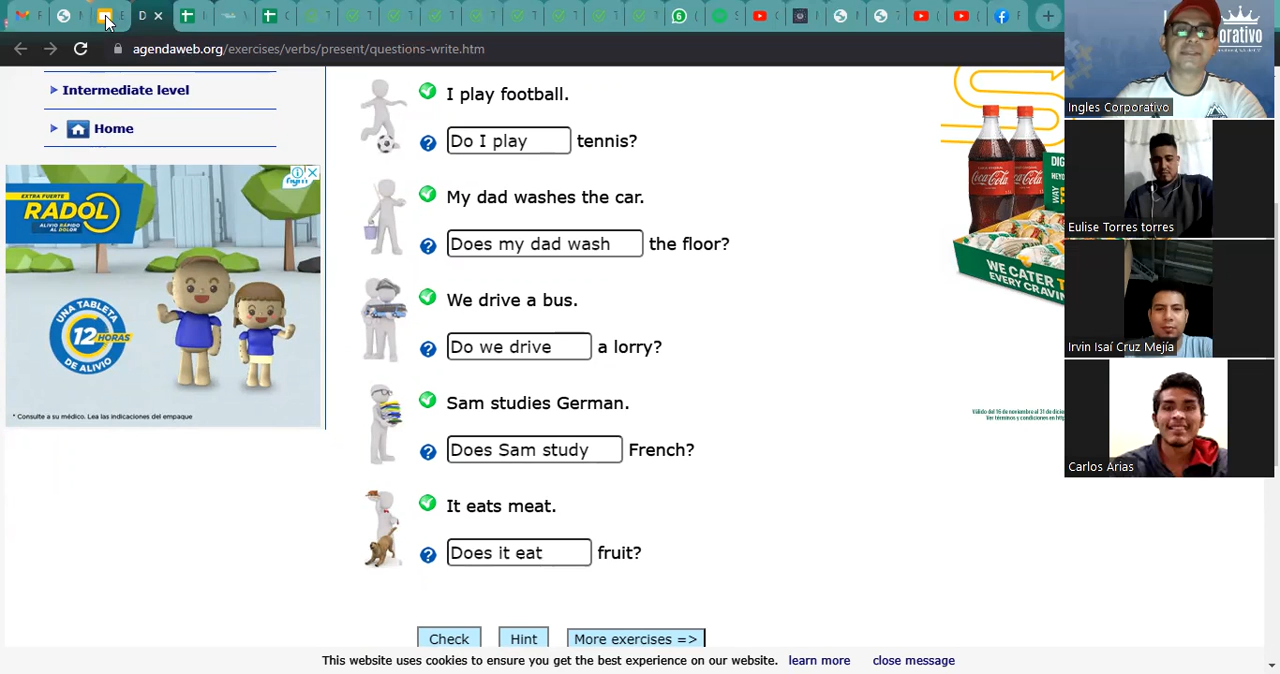 agendaweb.org/exercises/verbs/present/questions-write.htm
Intermediate level
Home
I play football.
Do I play tennis?
My dad washes the car.
Does my dad wash the floor?
We drive a bus.
Do we drive a lorry?
Sam studies German.
Does Sam study French?
It eats meat.
Does it eat fruit?
Check
Hint
More exercises =>
This website uses cookies to ensure you get the best experience on our website. learn more close message
EXTRA FUERTE
RADOL
ALIVIO RÁPIDO
AL DOLOR
UNA TABLETA
12 HORAS
DE ALIVIO
* Consulte a su médico. Lea las indicaciones del empaque
Coca-Cola
Coca-Cola
WE CATER
EVERY CRAVIN
orativo
Ingles Corporativo
Eulise Torres torres
Irvin Isaí Cruz Mejía
Carlos Arias